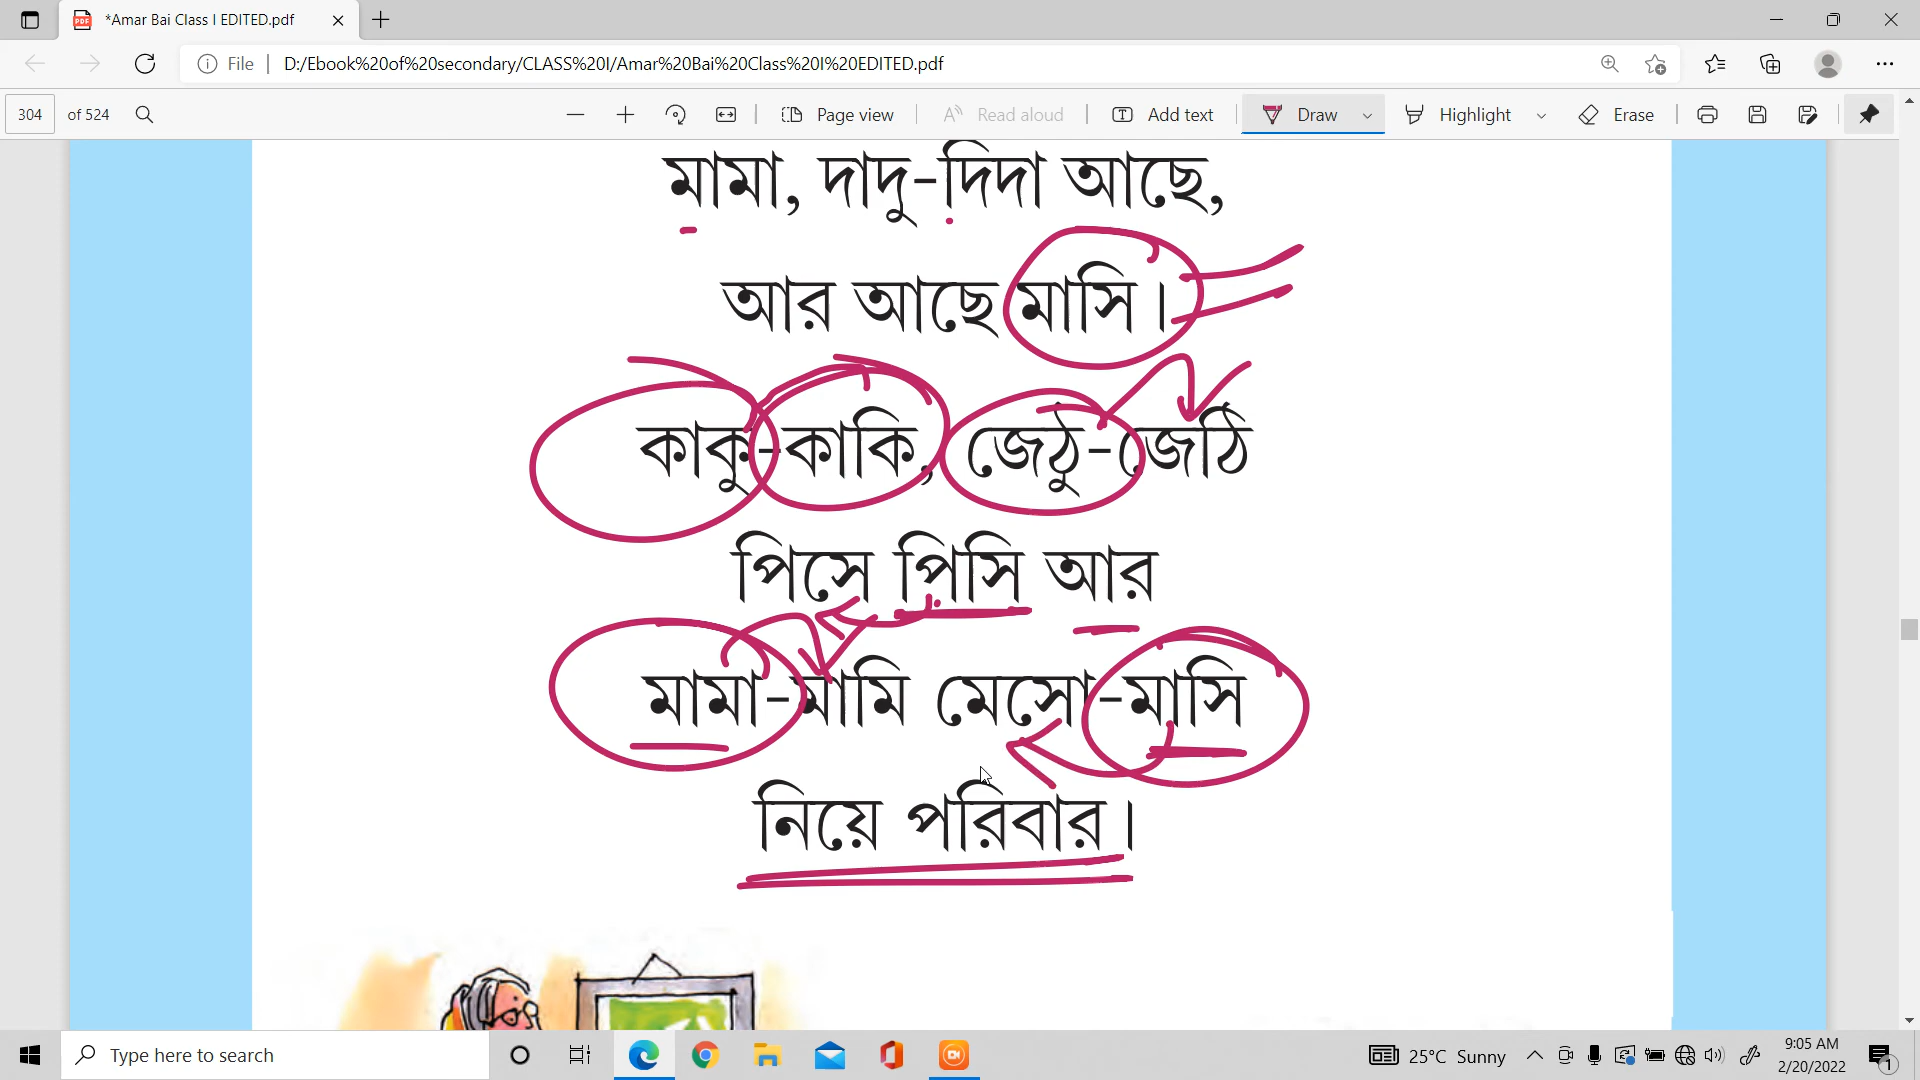 *Amar Bai Class I EDITED.pdf
File
D:/Ebook%20of%20secondary/CLASS%20I/Amar%20Bai%20Class%20I%20EDITED.pdf
304 of 524
Page view
Read aloud
Add text
Draw
Highlight
Erase
মামা, দাদু-দিদা আছে,
আর আছে মাসি।
কাকু-কাকি, জেঠু-জেঠি
পিসে পিসি আর
মামা-মামি মেসো-মাসি
নিয়ে পরিবার।
Type here to search
25°C Sunny
9:05 AM
2/20/2022
1